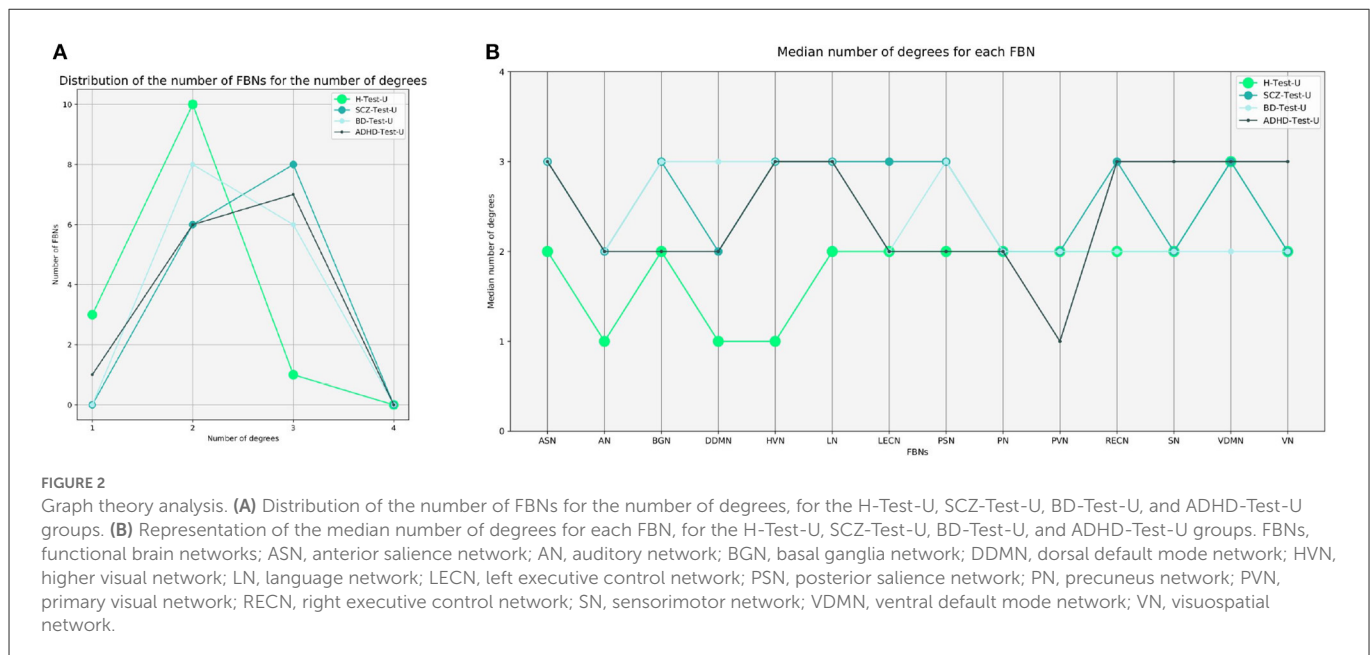 A
Distribution of the number of FBNs for the number of degrees
H-Test-U
SCZ-Test-U
BD-Test-U
ADHD-Test-U
10
8
6
4
2
0
Number of FBNs
1 2 3 4
Number of degrees
B
Median number of degrees for each FBN
H-Test-U
SCZ-Test-U
BD-Test-U
ADHD-Test-U
4
3
2
1
0
Median number of degrees
ASN AN BGN DDMN HVN LN LECN PSN PN PVN RECN SN VDMN VN
FBNs
FIGURE 2
Graph theory analysis. (A) Distribution of the number of FBNs for the number of degrees, for the H-Test-U, SCZ-Test-U, BD-Test-U, and ADHD-Test-U
groups. (B) Representation of the median number of degrees for each FBN, for the H-Test-U, SCZ-Test-U, BD-Test-U, and ADHD-Test-U groups. FBNs,
functional brain networks; ASN, anterior salience network; AN, auditory network; BGN, basal ganglia network; DDMN, dorsal default mode network; HVN,
higher visual network; LN, language network; LECN, left executive control network; PSN, posterior salience network; PN, precuneus network; PVN,
primary visual network; RECN, right executive control network; SN, sensorimotor network; VDMN, ventral default mode network; VN, visuospatial
network.